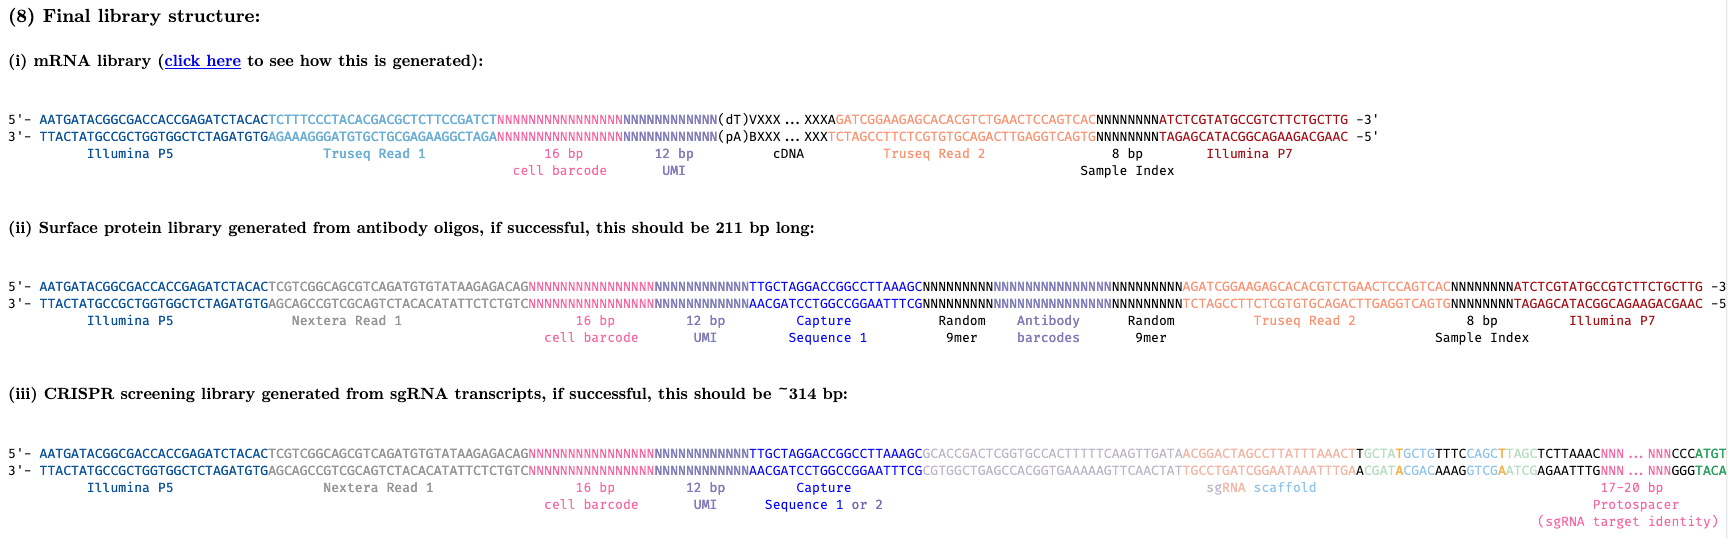 (8) Final library structure:
(i) mRNA library (click here to see how this is generated):
5'- AATGATACGGCGACCACCGAGATCTACACTCTTTCCCTACACGACGCTCTTCCGATCTNNNNNNNNNNNNNNNNNNNNNNNNNNNN(dT)VXXX...XXXAGATCGGAAGAGCACACGTCTGAACTCCAGTCACNNNNNNNNATCTCGTATGCCGTCTTCTGCTTG -3'
3'- TTACTATGCCGCTGGTGGCTCTAGATGTGAGAAAGGGATGTGCTGCGAGAAGGCTAGANNNNNNNNNNNNNNNNNNNNNNNNNNNN(pA)BXXX...XXXTCTAGCCTTCTCGTGTGCAGACTTGAGGTCAGTGNNNNNNNNTAGAGCATACGGCAGAAGACGAAC -5'
Illumina P5 Truseq Read 1 16 bp 12 bp cDNA Truseq Read 2 8 bp Illumina P7
cell barcode UMI Sample Index
(ii) Surface protein library generated from antibody oligos, if successful, this should be 211 bp long:
5'- AATGATACGGCGACCACCGAGATCTACACTCGTCGGCAGCGTCAGATGTGTATAAGAGACAGNNNNNNNNNNNNNNNNNNNNNNNNNNNNTTGCTAGGACCGGCCTTAAAGCNNNNNNNNNNNNNNNNNNNNNNNNNNNNNNNNNAGATCGGAAGAGCACACGTCTGAACTCCAGTCACNNNNNNNNATCTCGTATGCCGTCTTCTGCTTG -3
3'- TTACTATGCCGCTGGTGGCTCTAGATGTGAGCAGCCGTCGCAGTCTACACATATTCTCTGTCNNNNNNNNNNNNNNNNNNNNNNNNNNNNAACGATCCTGGCCGGAATTTCGNNNNNNNNNNNNNNNNNNNNNNNNNNNNNNNNNTCTAGCCTTCTCGTGTGCAGACTTGAGGTCAGTGNNNNNNNNTAGAGCATACGGCAGAAGACGAAC -5
Illumina P5 Nextera Read 1 16 bp 12 bp Capture Random Antibody Random Truseq Read 2 8 bp Illumina P7
cell barcode UMI Sequence 1 9mer barcodes 9mer Sample Index
(iii) CRISPR screening library generated from sgRNA transcripts, if successful, this should be ~314 bp:
5'- AATGATACGGCGACCACCGAGATCTACACTCGTCGGCAGCGTCAGATGTGTATAAGAGACAGNNNNNNNNNNNNNNNNNNNNNNNNNNNNTTGCTAGGACCGGCCTTAAAGCGCACCGACTCGGTGCCACTTTTTCAAGTTGATAACGGACTAGCCTTATTTAAACTTGCTATGCTGTTTCCAGCTTAGCTCTTAAACNNN...NNNCCCATGT
3'- TTACTATGCCGCTGGTGGCTCTAGATGTGAGCAGCCGTCGCAGTCTACACATATTCTCTGTCNNNNNNNNNNNNNNNNNNNNNNNNNNNNAACGATCCTGGCCGGAATTTCGCGTGGCTGAGCCACGGTGAAAAAGTTCAACTATTGCCTGATCGGAATAAATTTGAACGATACGACAAAGGTCGAATCGAGAATTTGNNN...NNNGGGTACA
Illumina P5 Nextera Read 1 16 bp 12 bp Capture sgRNA scaffold 17-20 bp
cell barcode UMI Sequence 1 or 2 Protospacer
(sgRNA target identity)